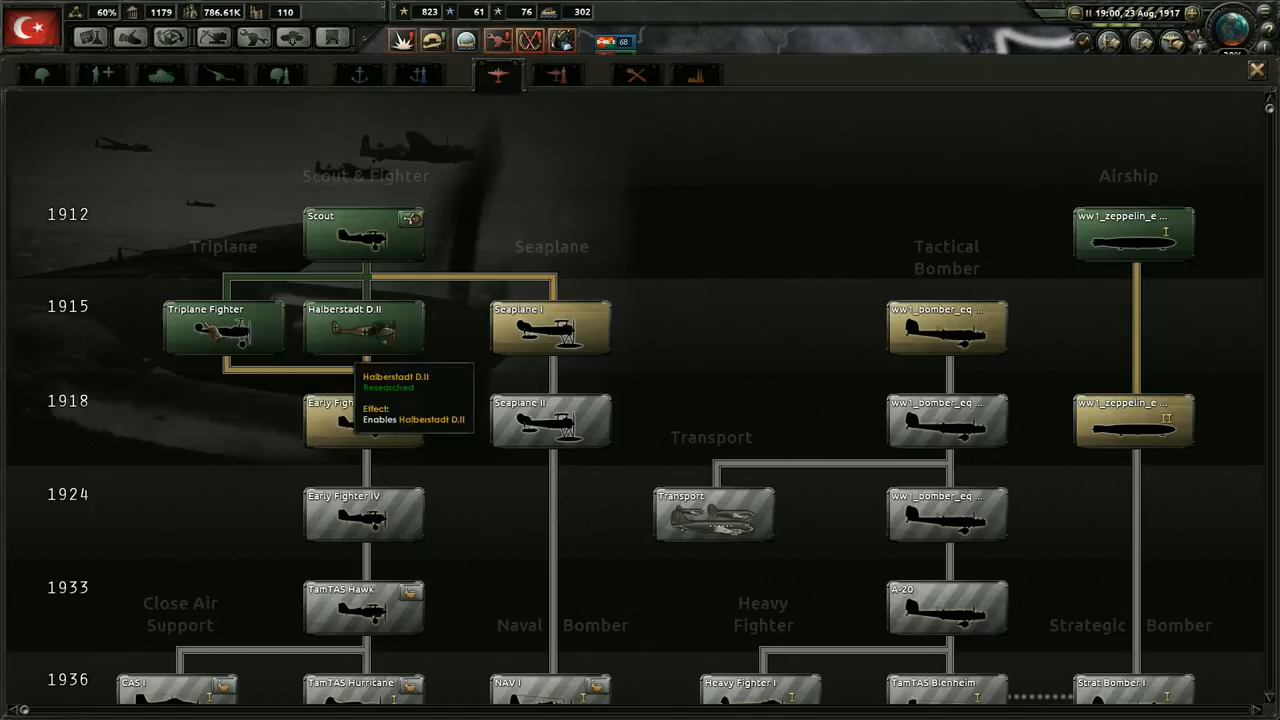 60%
1179
786.61K
110
823
61
76
302
68
19:00, 23 Aug, 1917
Scout & Fighter
Airship
1912
Scout
ww1_zeppelin_e ...
I
Triplane
Seaplane
Tactical
Bomber
1915
Triplane Fighter
Halberstadt D.II
Seaplane I
ww1_bomber_eq ...
Halberstadt D.II
Researched
Effect:
Enables Halberstadt D.II
1918
Early Figh
Seaplane II
ww1_bomber_eq ...
ww1_zeppelin_e ...
II
Transport
1924
Early Fighter IV
Transport
ww1_bomber_eq ...
1933
TamTAS Hawk
A-20
Close Air
Support
Naval Bomber
Heavy
Fighter
Strategic Bomber
1936
CAS I
I
TamTAS Hurricane
I
NAV I
I
Heavy Fighter I
I
TamTAS Blenheim
I
Strat Bomber I
I